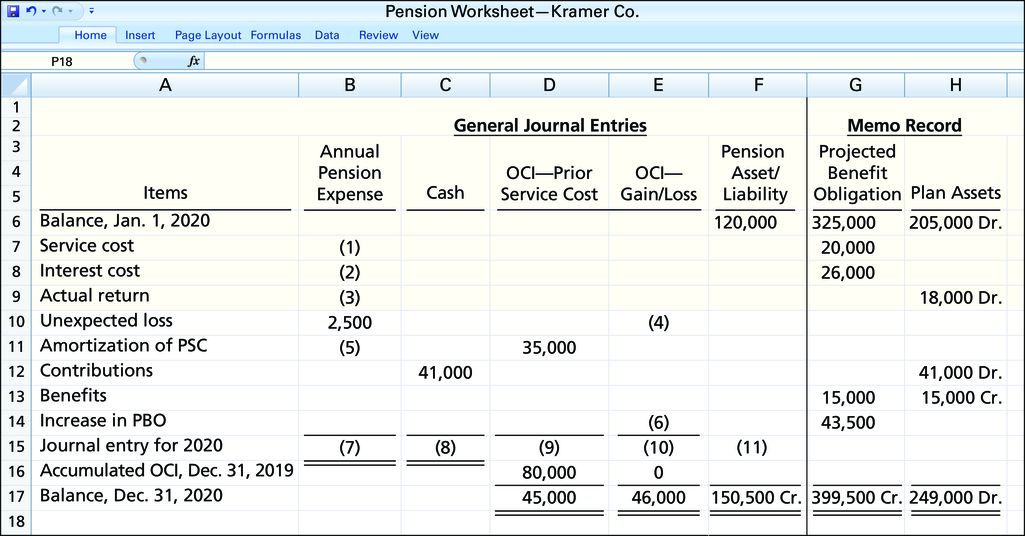 Pension Worksheet—Kramer Co.
Home Insert Page Layout Formulas Data Review View
P18 fx
A B C D E F G H
1
2 General Journal Entries Memo Record
3 Annual Pension Projected
4 Pension OCI—Prior OCI— Asset/ Benefit
5 Items Expense Cash Service Cost Gain/Loss Liability Obligation Plan Assets
6 Balance, Jan. 1, 2020 120,000 325,000 205,000 Dr.
7 Service cost (1) 20,000
8 Interest cost (2) 26,000
9 Actual return (3) 18,000 Dr.
10 Unexpected loss 2,500 (4)
11 Amortization of PSC (5) 35,000
12 Contributions 41,000 41,000 Dr.
13 Benefits 15,000 15,000 Cr.
14 Increase in PBO (6) 43,500
15 Journal entry for 2020 (7) (8) (9) (10) (11)
16 Accumulated OCI, Dec. 31, 2019 80,000 0
17 Balance, Dec. 31, 2020 45,000 46,000 150,500 Cr. 399,500 Cr. 249,000 Dr.
18